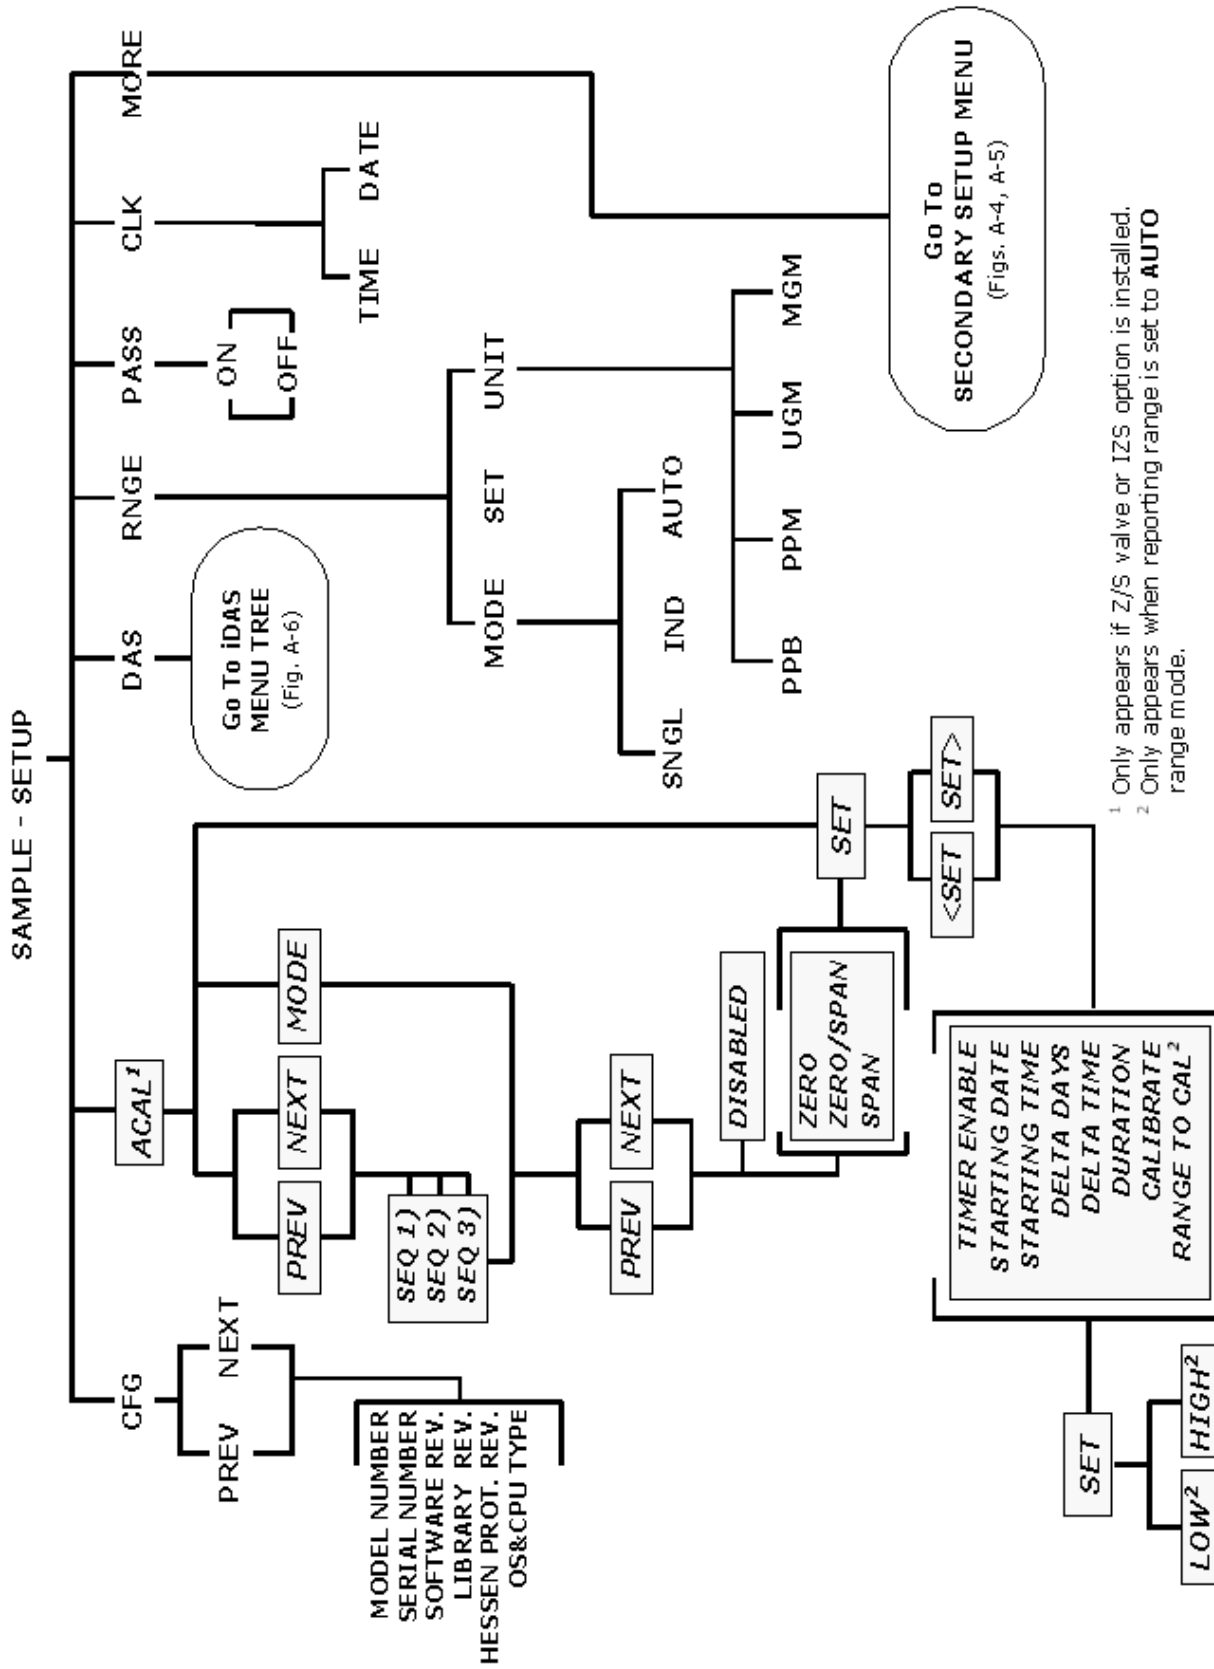 SAMPLE - SETUP
CFG
ACAL¹
DAS
RNGE
PASS
CLK
MORE
PREV NEXT
MODEL NUMBER
SERIAL NUMBER
SOFTWARE REV.
LIBRARY REV.
HESSEN PROT. REV.
OS&CPU TYPE
PREV NEXT MODE
SEQ 1)
SEQ 2)
SEQ 3)
PREV NEXT
DISABLED
ZERO
ZERO/SPAN
SPAN
SET
<SET SET>
TIMER ENABLE
STARTING DATE
STARTING TIME
DELTA DAYS
DELTA TIME
DURATION
CALIBRATE
RANGE TO CAL²
SET
LOW² HIGH²
Go To iDAS
MENU TREE
(Fig. A-6)
MODE SET UNIT
SNGL IND AUTO
PPB PPM UGM MGM
ON
OFF
TIME DATE
Go To
SECONDARY SETUP MENU
(Figs. A-4, A-5)
¹ Only appears if Z/S valve or IZS option is installed.
² Only appears when reporting range is set to AUTO
range mode.